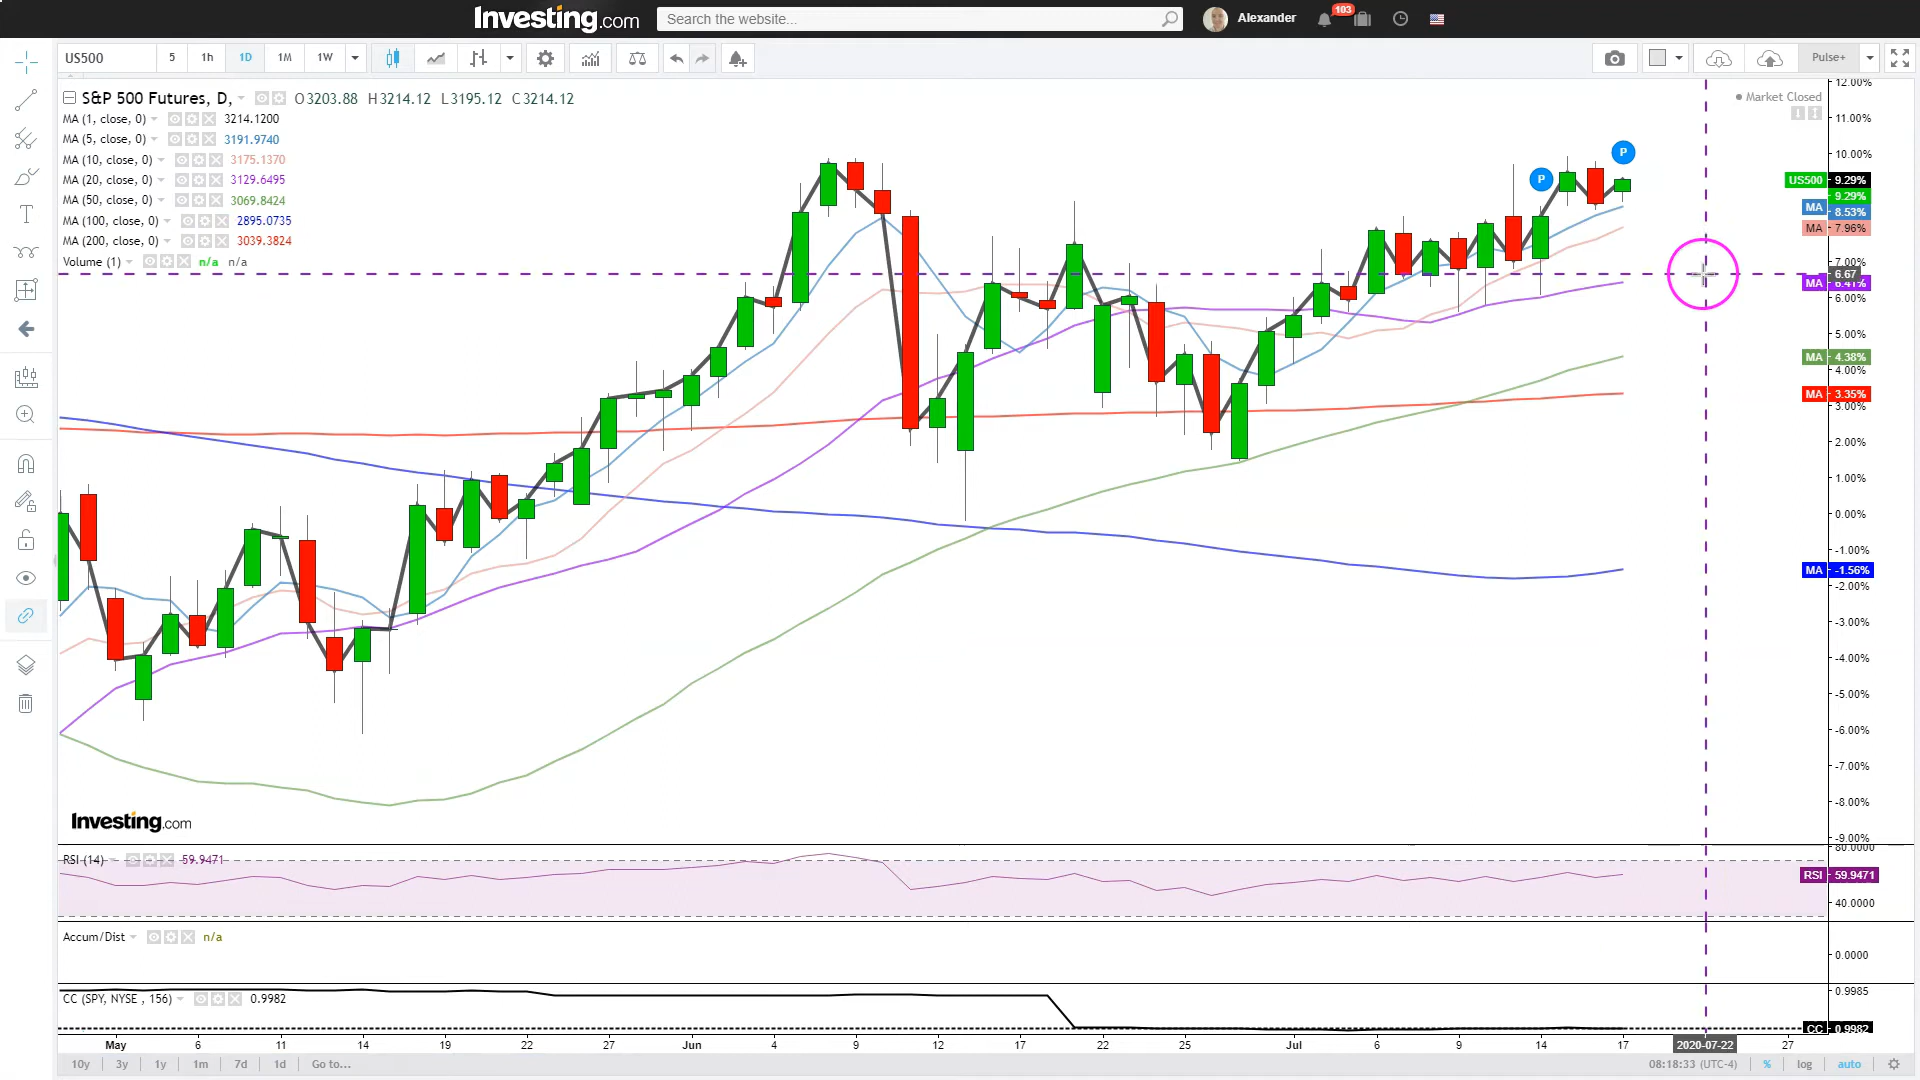 Investing.com
Search the website...
Alexander
103
US500
5
1h
1D
1M
1W
Pulse+
S&P 500 Futures, D,
O3203.88 H3214.12 L3195.12 C3214.12
Market Closed
MA (1, close, 0) 3214.1200
MA (5, close, 0) 3191.9740
MA (10, close, 0) 3175.1370
MA (20, close, 0) 3129.6495
MA (50, close, 0) 3069.8424
MA (100, close, 0) 2895.0735
MA (200, close, 0) 3039.3824
Volume (1) n/a n/a
P
P
12.00%
11.00%
10.00%
US500 9.29%
9.29%
MA 8.53%
MA 7.96%
7.00%
6.67
MA 6.41%
6.00%
5.00%
MA 4.38%
4.00%
MA 3.35%
3.00%
2.00%
1.00%
0.00%
-1.00%
MA -1.56%
-2.00%
-3.00%
-4.00%
-5.00%
-6.00%
-7.00%
-8.00%
-9.00%
Investing.com
RSI (14) 59.9471
80.0000
RSI 59.9471
40.0000
Accum/Dist n/a
0.0000
CC (SPY, NYSE , 156) 0.9982
0.9985
CC 0.9982
May 6 11 14 19 22 27 Jun 4 9 12 17 22 25 Jul 6 9 14 17 2020-07-22 27
10y 3y 1y 1m 7d 1d Go to...
08:18:33 (UTC-4) % log auto